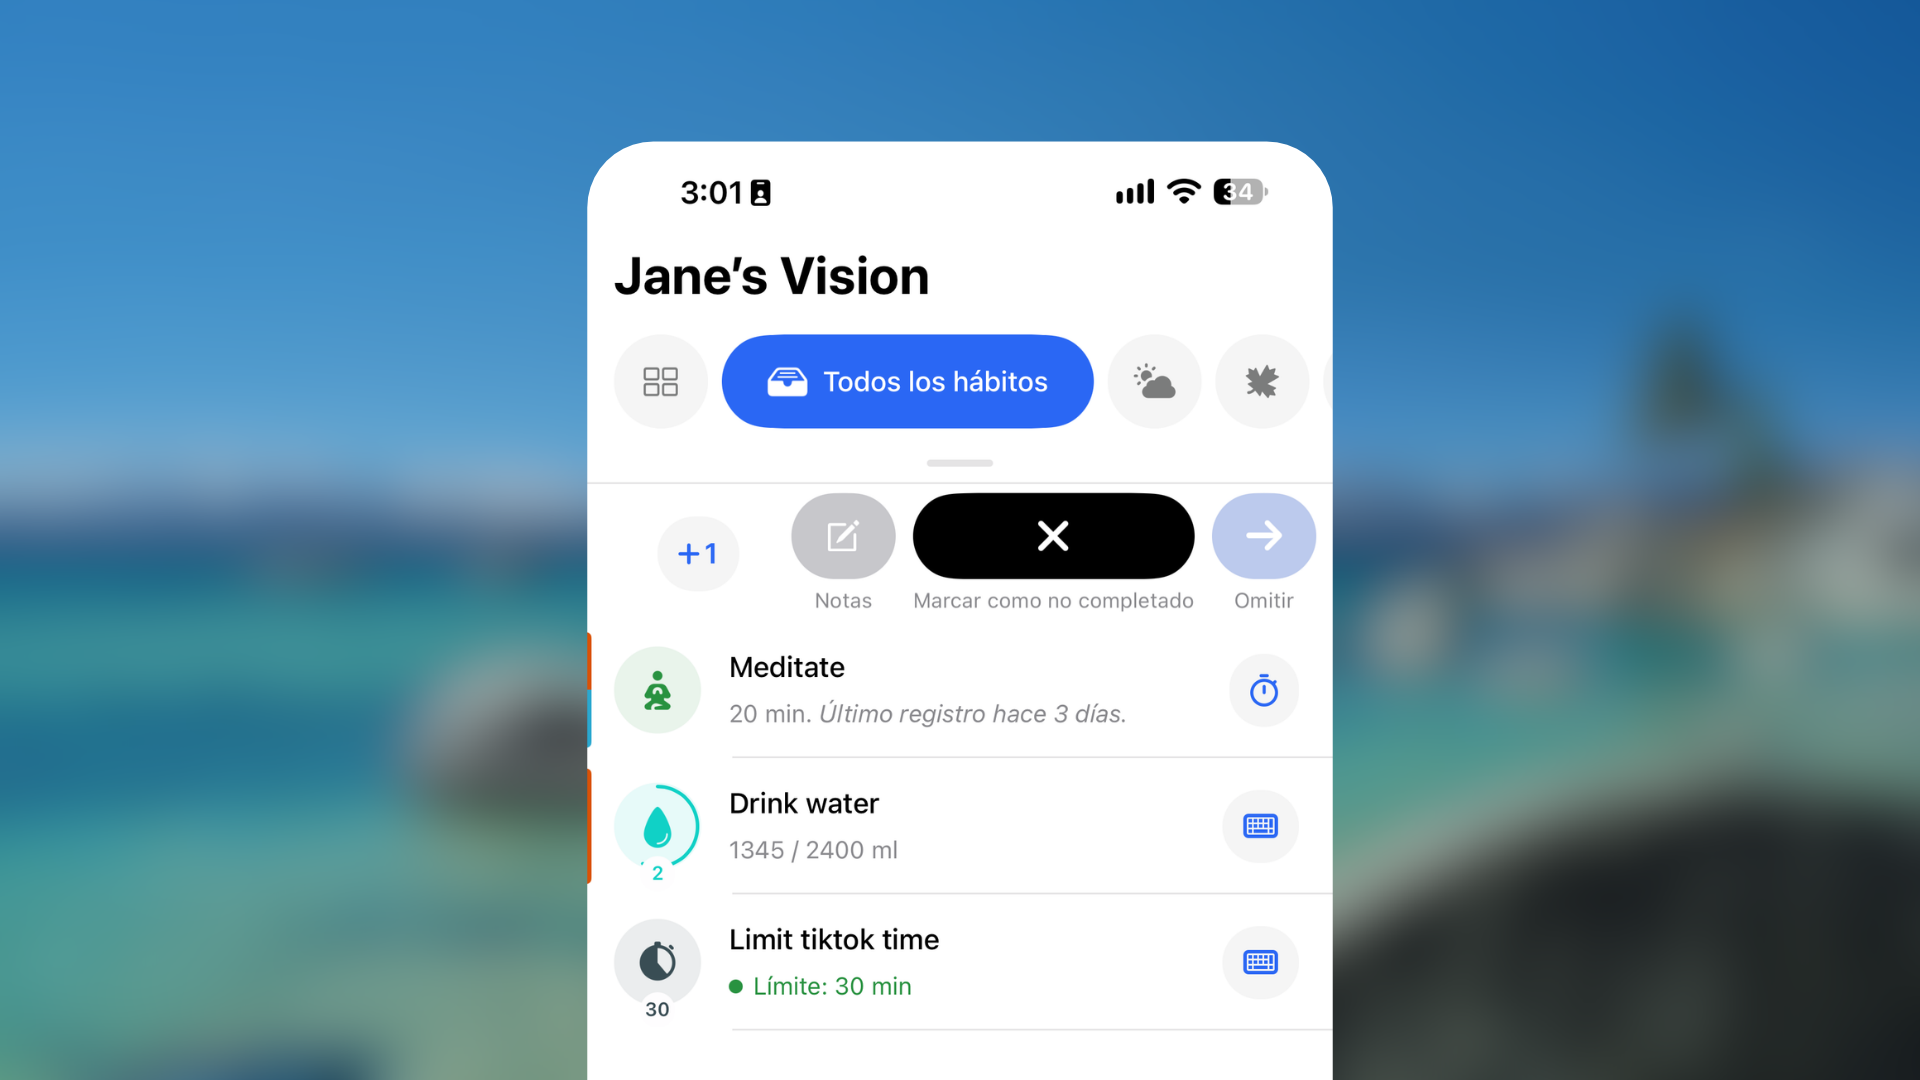 3:01
34
Jane’s Vision
Todos los hábitos
+1
Notas
Marcar como no completado
Omitir
Meditate
20 min. Último registro hace 3 días.
Drink water
1345 / 2400 ml
2
Limit tiktok time
Límite: 30 min
30